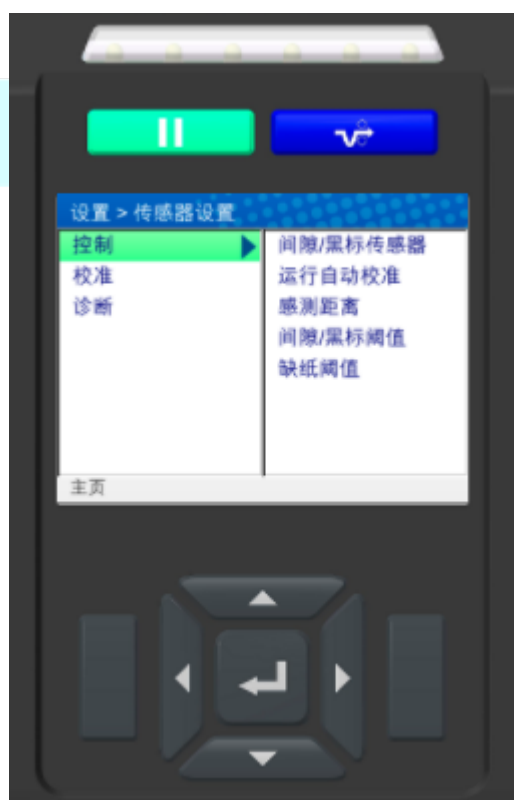 设置 > 传感器设置
控制
校准
诊断
间隙/黑标传感器
运行自动校准
感测距离
间隙/黑标阈值
缺纸阈值
主页